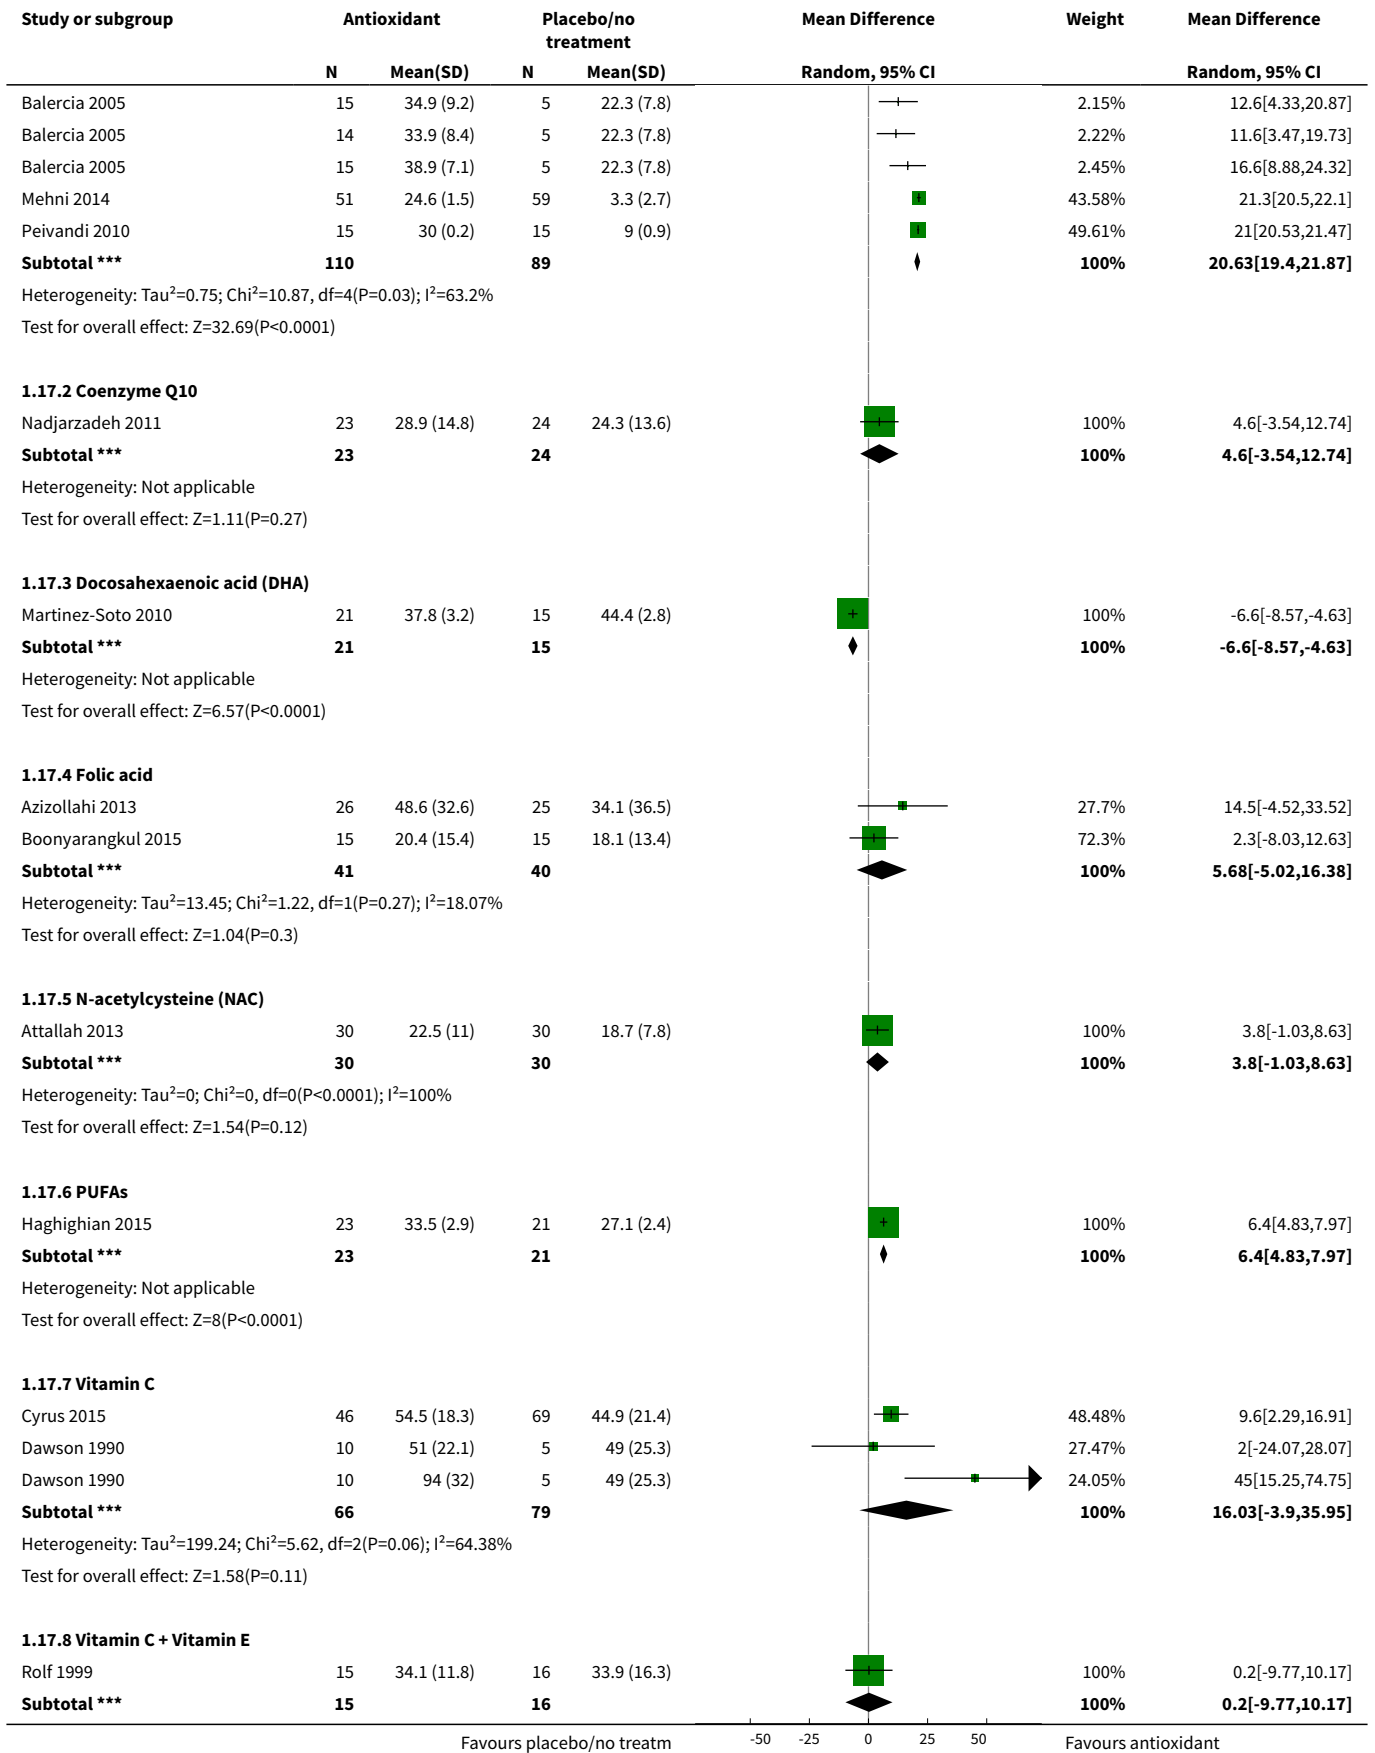 Study or subgroup Antioxidant Placebo/no treatment Mean Difference Weight Mean Difference
N Mean(SD) N Mean(SD) Random, 95% CI Random, 95% CI
Balercia 2005 15 34.9 (9.2) 5 22.3 (7.8) 2.15% 12.6[4.33,20.87]
Balercia 2005 14 33.9 (8.4) 5 22.3 (7.8) 2.22% 11.6[3.47,19.73]
Balercia 2005 15 38.9 (7.1) 5 22.3 (7.8) 2.45% 16.6[8.88,24.32]
Mehni 2014 51 24.6 (1.5) 59 3.3 (2.7) 43.58% 21.3[20.5,22.1]
Peivandi 2010 15 30 (0.2) 15 9 (0.9) 49.61% 21[20.53,21.47]
Subtotal *** 110 89 100% 20.63[19.4,21.87]
Heterogeneity: Tau²=0.75; Chi²=10.87, df=4(P=0.03); I²=63.2%
Test for overall effect: Z=32.69(P<0.0001)
1.17.2 Coenzyme Q10
Nadjarzadeh 2011 23 28.9 (14.8) 24 24.3 (13.6) 100% 4.6[-3.54,12.74]
Subtotal *** 23 24 100% 4.6[-3.54,12.74]
Heterogeneity: Not applicable
Test for overall effect: Z=1.11(P=0.27)
1.17.3 Docosahexaenoic acid (DHA)
Martinez-Soto 2010 21 37.8 (3.2) 15 44.4 (2.8) 100% -6.6[-8.57,-4.63]
Subtotal *** 21 15 100% -6.6[-8.57,-4.63]
Heterogeneity: Not applicable
Test for overall effect: Z=6.57(P<0.0001)
1.17.4 Folic acid
Azizollahi 2013 26 48.6 (32.6) 25 34.1 (36.5) 27.7% 14.5[-4.52,33.52]
Boonyarangkul 2015 15 20.4 (15.4) 15 18.1 (13.4) 72.3% 2.3[-8.03,12.63]
Subtotal *** 41 40 100% 5.68[-5.02,16.38]
Heterogeneity: Tau²=13.45; Chi²=1.22, df=1(P=0.27); I²=18.07%
Test for overall effect: Z=1.04(P=0.3)
1.17.5 N-acetylcysteine (NAC)
Attallah 2013 30 22.5 (11) 30 18.7 (7.8) 100% 3.8[-1.03,8.63]
Subtotal *** 30 30 100% 3.8[-1.03,8.63]
Heterogeneity: Tau²=0; Chi²=0, df=0(P<0.0001); I²=100%
Test for overall effect: Z=1.54(P=0.12)
1.17.6 PUFAs
Haghighian 2015 23 33.5 (2.9) 21 27.1 (2.4) 100% 6.4[4.83,7.97]
Subtotal *** 23 21 100% 6.4[4.83,7.97]
Heterogeneity: Not applicable
Test for overall effect: Z=8(P<0.0001)
1.17.7 Vitamin C
Cyrus 2015 46 54.5 (18.3) 69 44.9 (21.4) 48.48% 9.6[2.29,16.91]
Dawson 1990 10 51 (22.1) 5 49 (25.3) 27.47% 2[-24.07,28.07]
Dawson 1990 10 94 (32) 5 49 (25.3) 24.05% 45[15.25,74.75]
Subtotal *** 66 79 100% 16.03[-3.9,35.95]
Heterogeneity: Tau²=199.24; Chi²=5.62, df=2(P=0.06); I²=64.38%
Test for overall effect: Z=1.58(P=0.11)
1.17.8 Vitamin C + Vitamin E
Rolf 1999 15 34.1 (11.8) 16 33.9 (16.3) 100% 0.2[-9.77,10.17]
Subtotal *** 15 16 100% 0.2[-9.77,10.17]
Favours placebo/no treatm -50 -25 0 25 50 Favours antioxidant